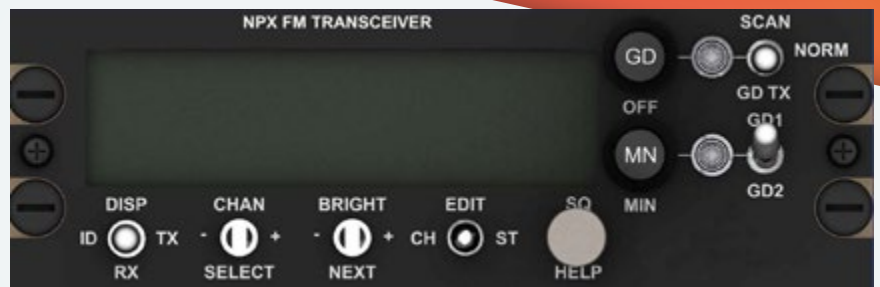 NPX FM TRANSCEIVER
SCAN
GD
NORM
OFF
GD TX
GD1
MN
MIN
GD2
DISP CHAN BRIGHT EDIT SQ
ID TX - + - + CH ST
RX SELECT NEXT HELP